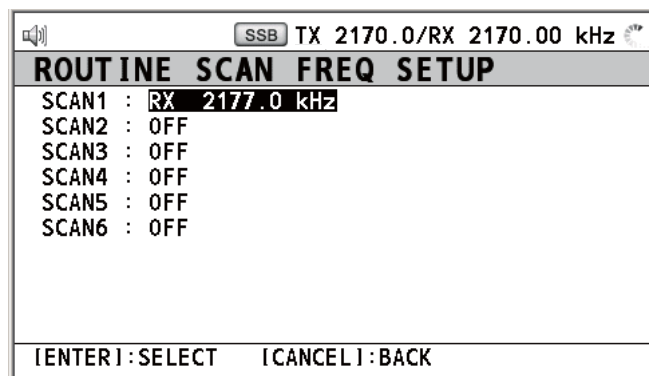 SSB TX 2170.0/RX 2170.00 kHz
ROUTINE SCAN FREQ SETUP
SCAN1 : RX 2177.0 kHz
SCAN2 : OFF
SCAN3 : OFF
SCAN4 : OFF
SCAN5 : OFF
SCAN6 : OFF
[ENTER]:SELECT [CANCEL]:BACK